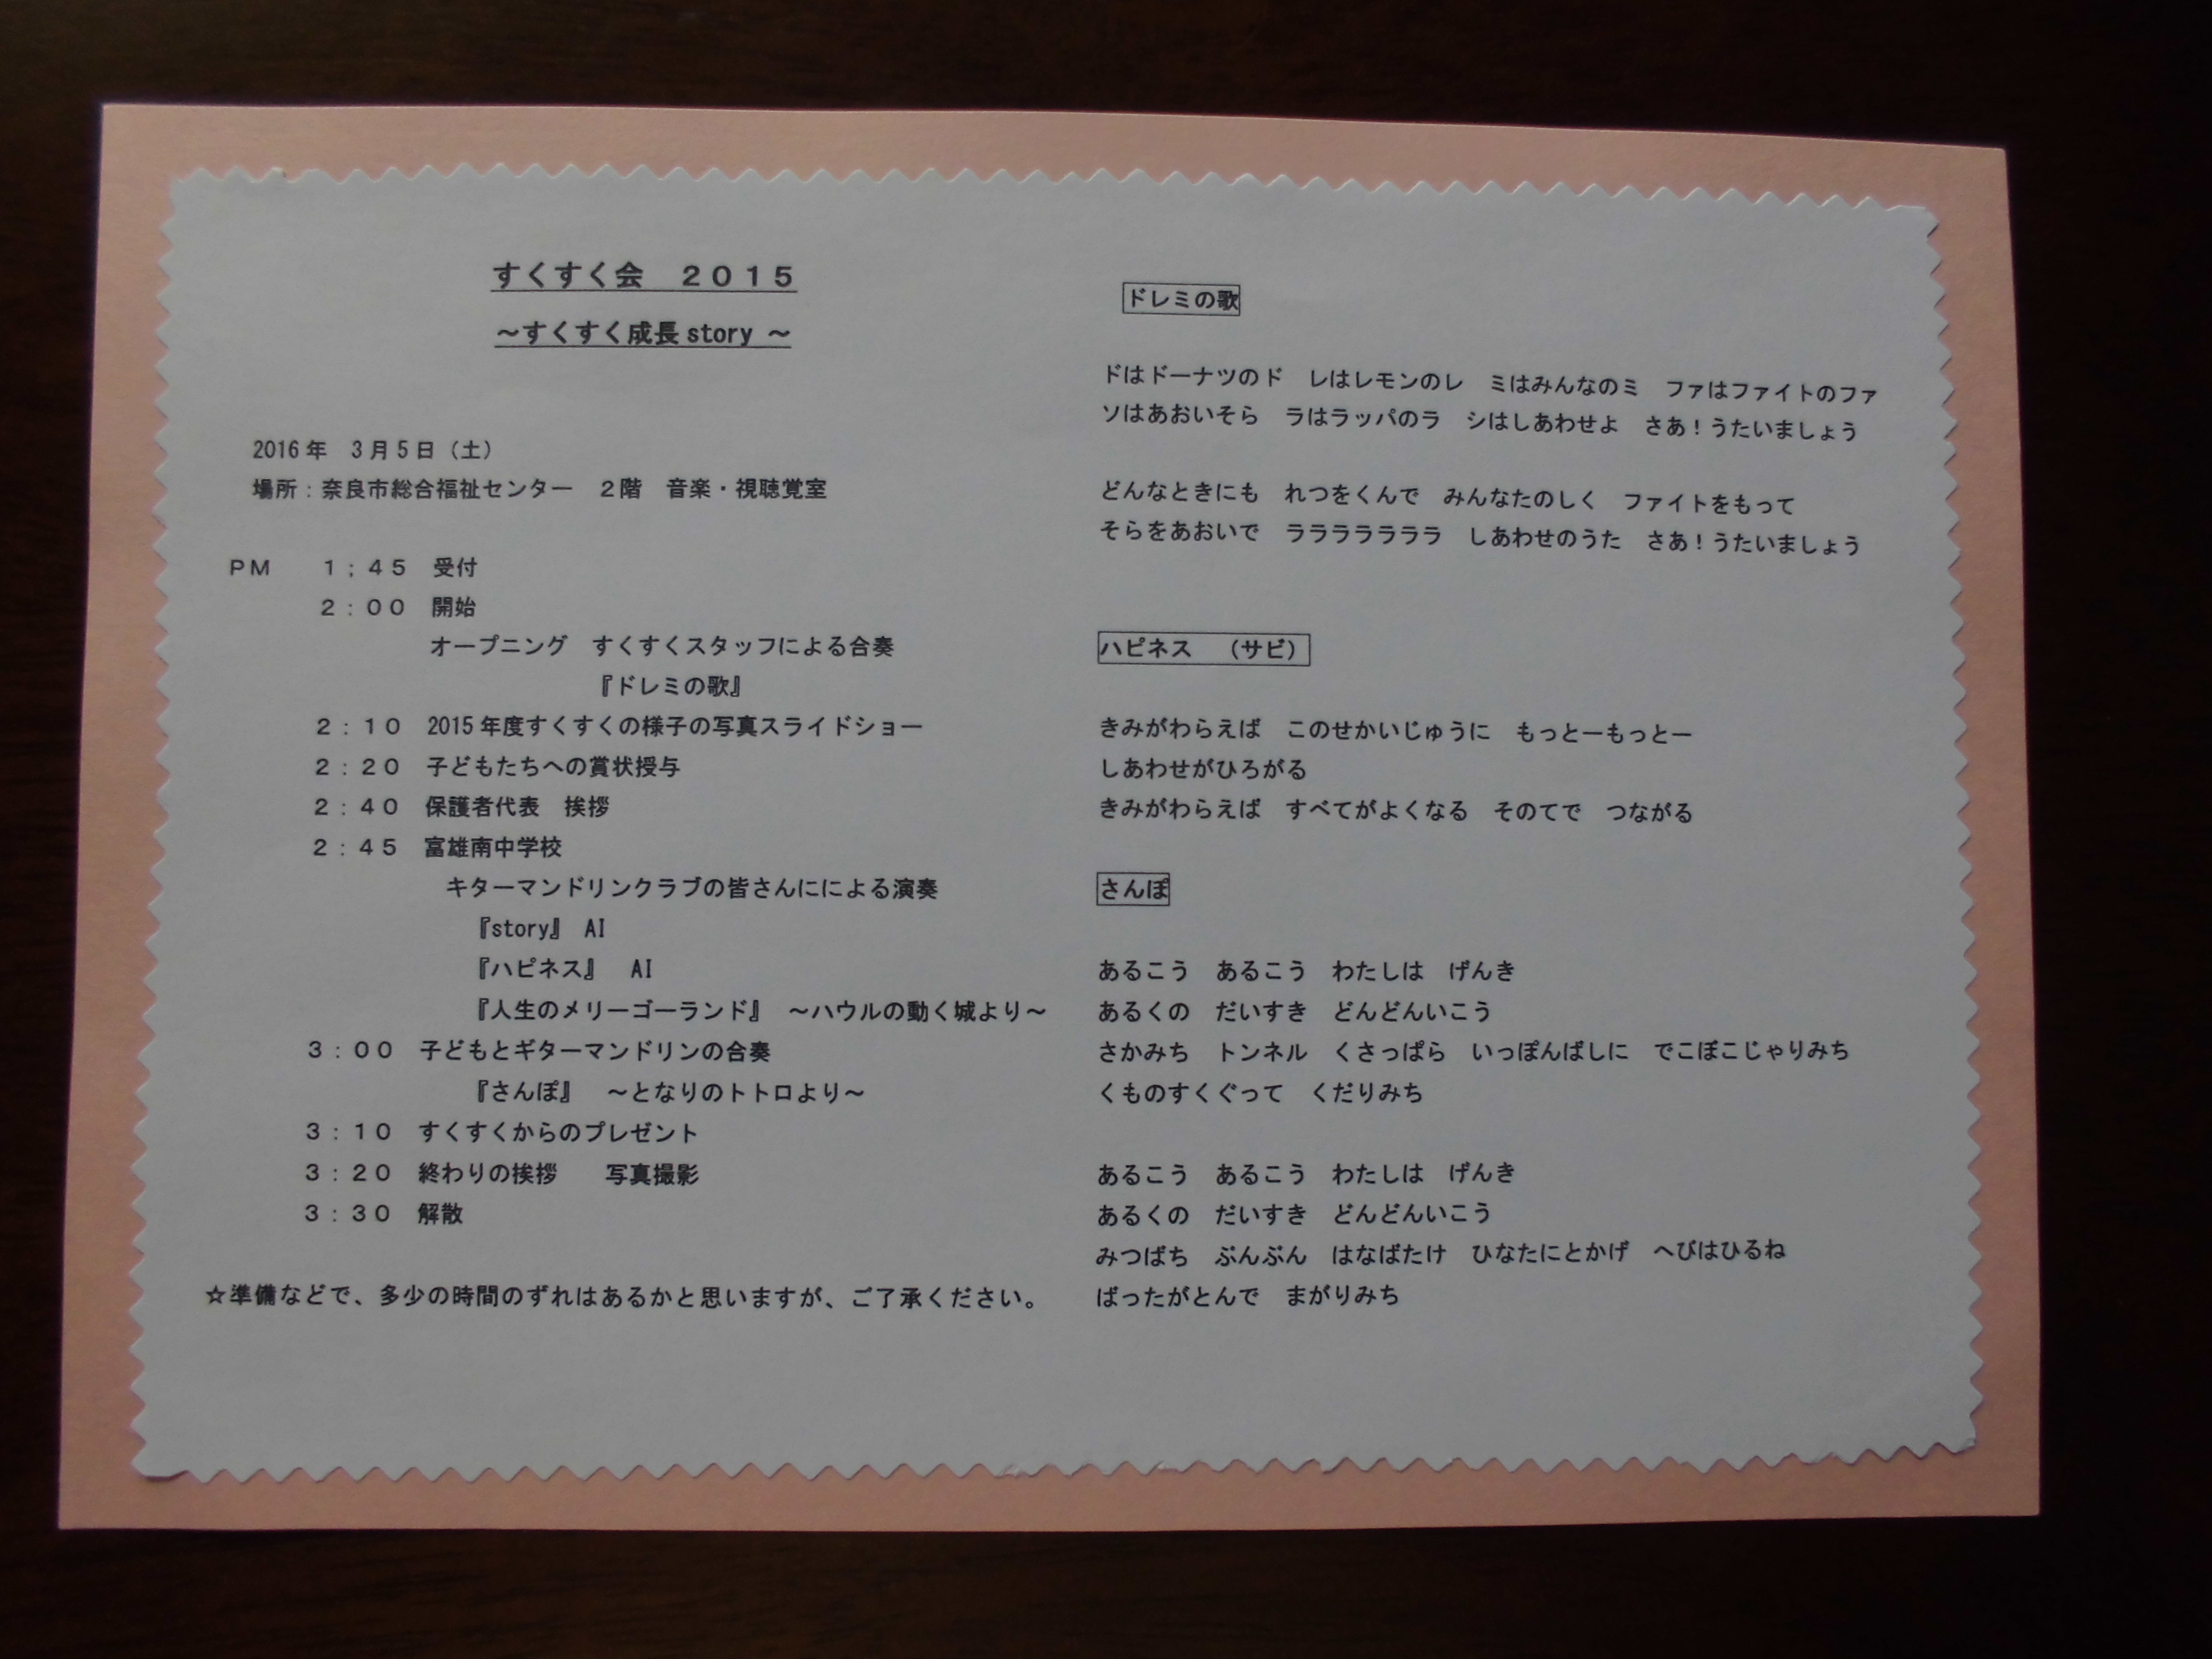 すくすく会　２０１５
～すくすく成長 story ～
2016 年　3 月 5 日（土）
場所：奈良市総合福祉センター　２階　音楽・視聴覚室
ＰＭ　１；４５　受付
２：００　開始
オープニング　すくすくスタッフによる合奏
『ドレミの歌』
２：１０　2015 年度すくすくの様子の写真スライドショー
２：２０　子どもたちへの賞状授与
２：４０　保護者代表　挨拶
２：４５　富雄南中学校
キターマンドリンクラブの皆さんにによる演奏
『story』　AI
『ハピネス』　AI
『人生のメリーゴーランド』　～ハウルの動く城より～
３：００　子どもとギターマンドリンの合奏
『さんぽ』　～となりのトトロより～
３：１０　すくすくからのプレゼント
３：２０　終わりの挨拶　　写真撮影
３：３０　解散
☆準備などで、多少の時間のずれはあるかと思いますが、ご了承ください。
ドレミの歌
ドはドーナツのド　レはレモンのレ　ミはみんなのミ　ファはファイトのファ
ソはあおいそら　ラはラッパのラ　シはしあわせよ　さあ！うたいましょう
どんなときにも　れつをくんで　みんなたのしく　ファイトをもって
そらをあおいで　ラララララララ　しあわせのうた　さあ！うたいましょう
ハピネス　（サビ）
きみがわらえば　このせかいじゅうに　もっとーもっとー
しあわせがひろがる
きみがわらえば　すべてがよくなる　そのてで　つながる
さんぽ
あるこう　あるこう　わたしは　げんき
あるくの　だいすき　どんどんいこう
さかみち　トンネル　くさっぱら　いっぽんばしに　でこぼこじゃりみち
くものすくぐって　くだりみち
あるこう　あるこう　わたしは　げんき
あるくの　だいすき　どんどんいこう
みつばち　ぶんぶん　はなばたけ　ひなたにとかげ　へびはひるね
ばったがとんで　まがりみち